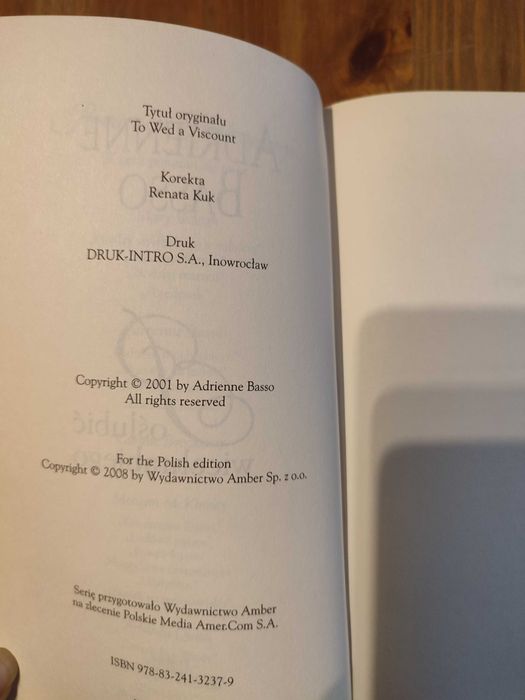 Tytuł oryginału
To Wed a Viscount
Korekta
Renata Kuk
Druk
DRUK-INTRO S.A., Inowrocław
Copyright © 2001 by Adrienne Basso
All rights reserved
For the Polish edition
Copyright © 2008 by Wydawnictwo Amber Sp. z o.o.
Serię przygotowało Wydawnictwo Amber
na zlecenie Polskie Media Amer.Com S.A.
ISBN 978-83-241-3237-9